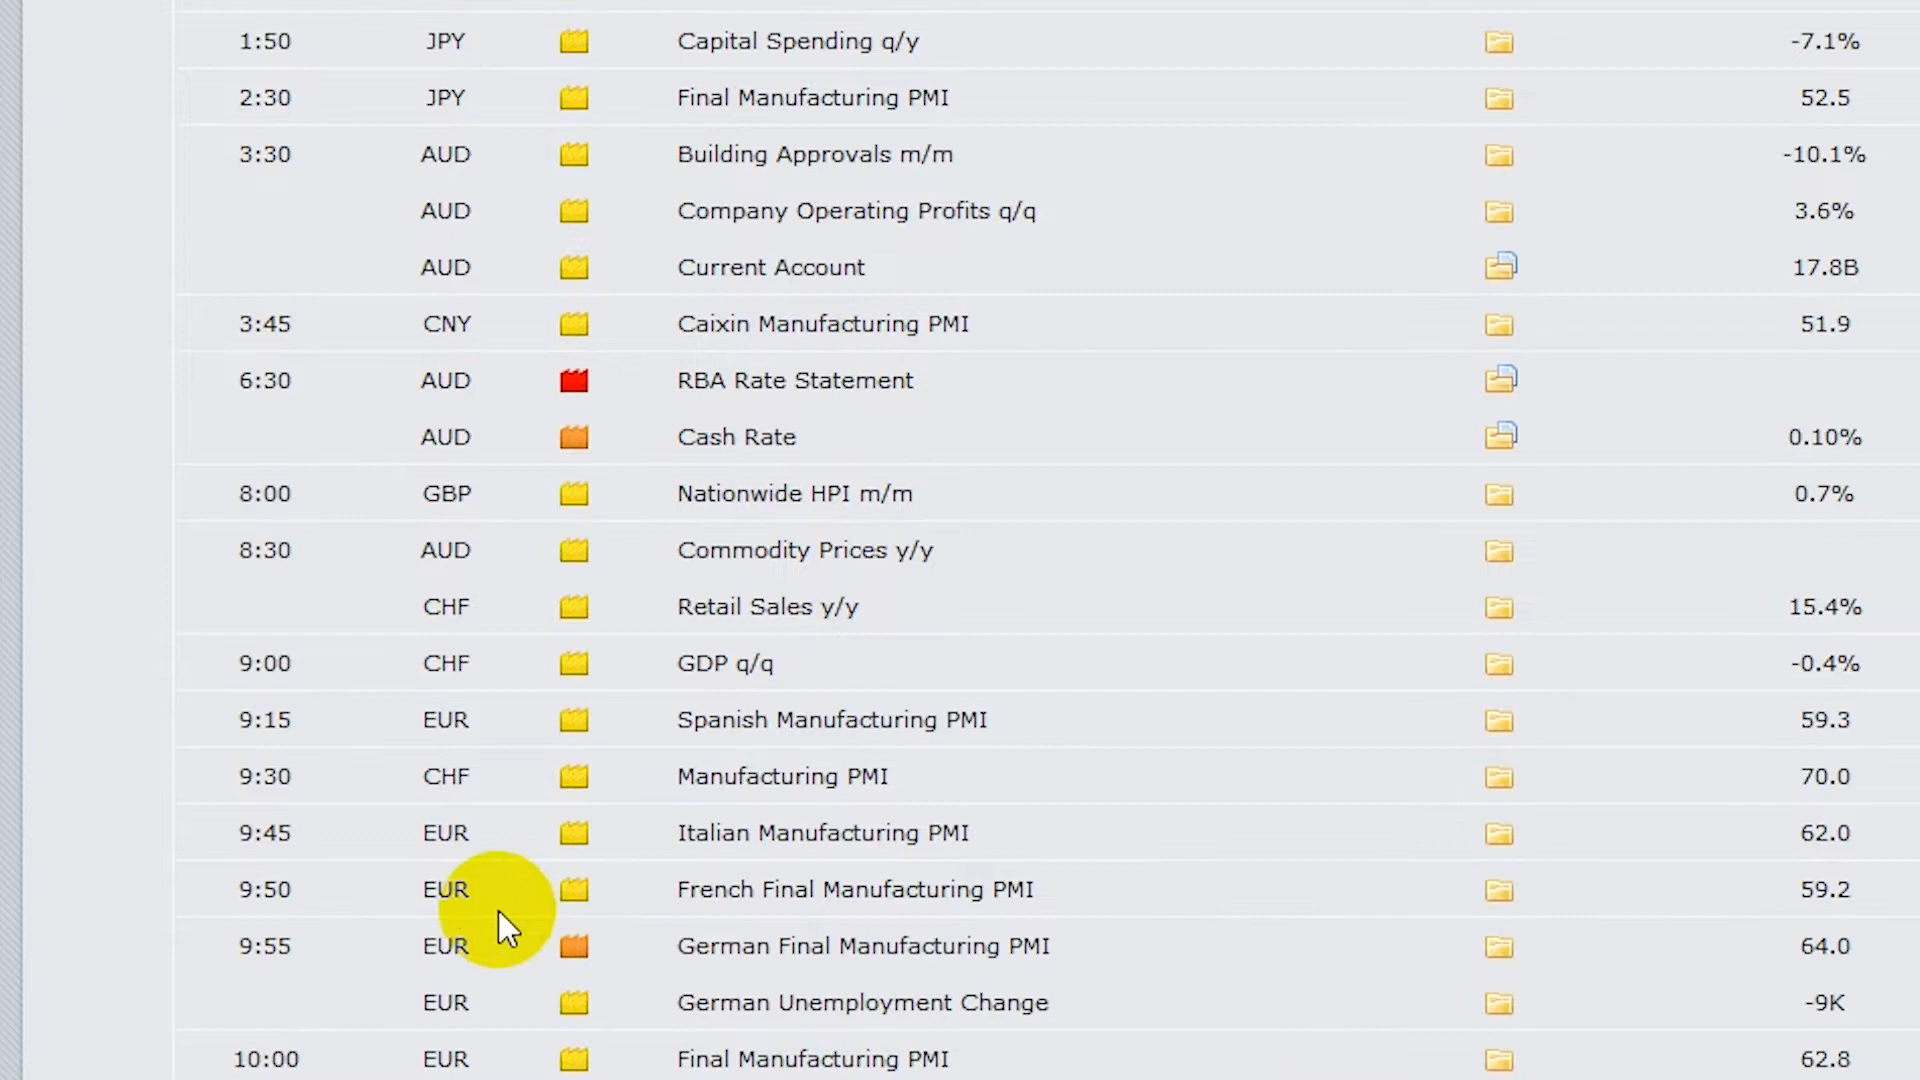 1:50 JPY Capital Spending q/y -7.1%
2:30 JPY Final Manufacturing PMI 52.5
3:30 AUD Building Approvals m/m -10.1%
AUD Company Operating Profits q/q 3.6%
AUD Current Account 17.8B
3:45 CNY Caixin Manufacturing PMI 51.9
6:30 AUD RBA Rate Statement
AUD Cash Rate 0.10%
8:00 GBP Nationwide HPI m/m 0.7%
8:30 AUD Commodity Prices y/y
CHF Retail Sales y/y 15.4%
9:00 CHF GDP q/q -0.4%
9:15 EUR Spanish Manufacturing PMI 59.3
9:30 CHF Manufacturing PMI 70.0
9:45 EUR Italian Manufacturing PMI 62.0
9:50 EUR French Final Manufacturing PMI 59.2
9:55 EUR German Final Manufacturing PMI 64.0
EUR German Unemployment Change -9K
10:00 EUR Final Manufacturing PMI 62.8